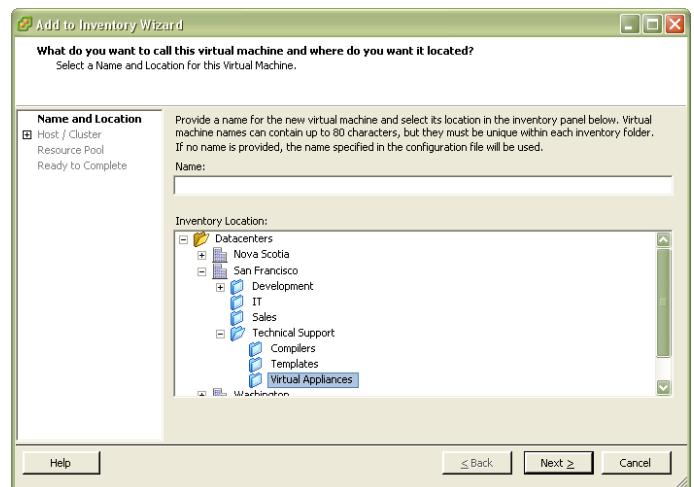 Add to Inventory Wizard
What do you want to call this virtual machine and where do you want it located?
Select a Name and Location for this Virtual Machine.
Name and Location
Host / Cluster
Resource Pool
Ready to Complete
Provide a name for the new virtual machine and select its location in the inventory panel below. Virtual
machine names can contain up to 80 characters, but they must be unique within each inventory folder.
If no name is provided, the name specified in the configuration file will be used.
Name:
Inventory Location:
Datacenters
Nova Scotia
San Francisco
Development
IT
Sales
Technical Support
Compilers
Templates
Virtual Appliances
Washington
Help
< Back
Next >
Cancel